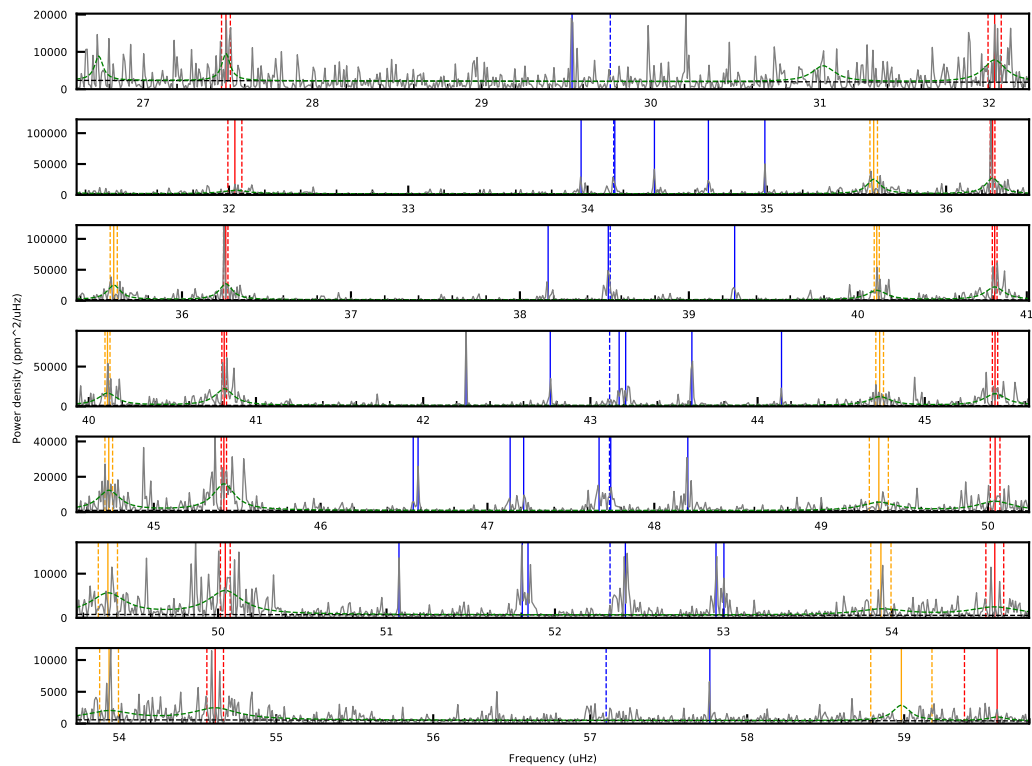 20000
10000
0
27 28 29 30 31 32
100000
50000
0
32 33 34 35 36
100000
50000
0
36 37 38 39 40 41
50000
0
40 41 42 43 44 45
40000
20000
0
45 46 47 48 49 50
10000
0
50 51 52 53 54
10000
5000
0
54 55 56 57 58 59
Power density (ppm^2/uHz)
Frequency (uHz)